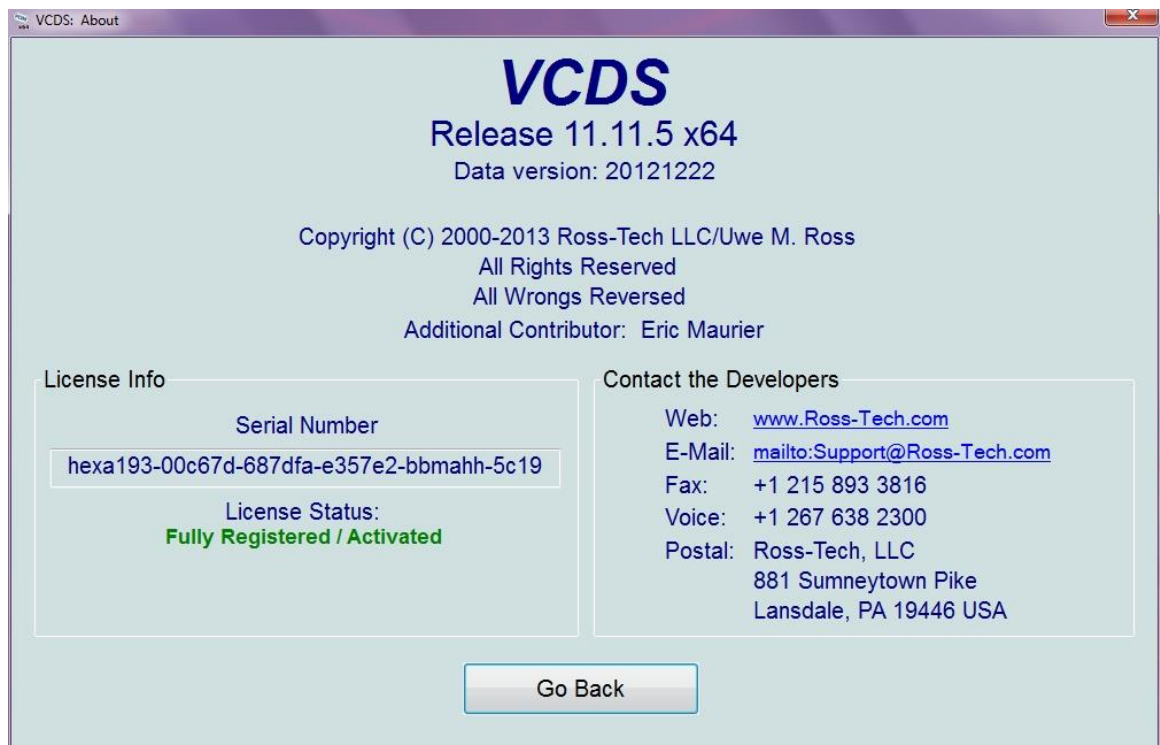 VCDS: About
VCDS
Release 11.11.5 x64
Data version: 20121222
Copyright (C) 2000-2013 Ross-Tech LLC/Uwe M. Ross
All Rights Reserved
All Wrongs Reversed
Additional Contributor: Eric Maurier
License Info
Serial Number
hexa193-00c67d-687dfa-e357e2-bbmahh-5c19
License Status:
Fully Registered / Activated
Contact the Developers
Web: www.Ross-Tech.com
E-Mail: mailto:Support@Ross-Tech.com
Fax: +1 215 893 3816
Voice: +1 267 638 2300
Postal: Ross-Tech, LLC
881 Sumneytown Pike
Lansdale, PA 19446 USA
Go Back